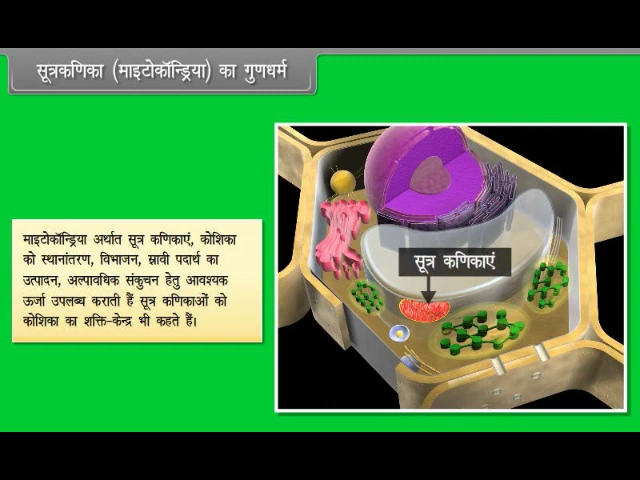 सूत्रकणिका (माइटोकॉन्ड्रिया) का गुणधर्म
माइटोकॉन्ड्रिया अर्थात सूत्र कणिकाएं, कोशिका
को स्थानांतरण, विभाजन, स्रावी पदार्थ का
उत्पादन, अल्पावधिक संकुचन हेतु आवश्यक
ऊर्जा उपलब्ध कराती हैं सूत्र कणिकाओं को
कोशिका का शक्ति-केन्द्र भी कहते हैं।
सूत्र कणिकाएं